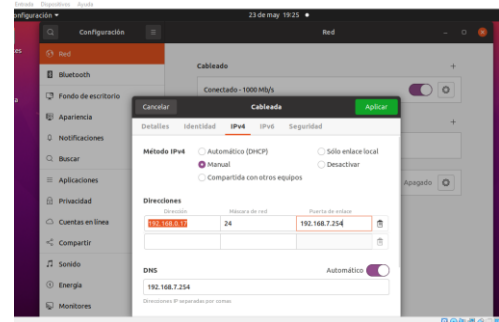 Entrada Dispositivos Ayuda
onfiguración
23 de may 19:25
Configuración
Red
Red
Bluetooth
Fondo de escritorio
Apariencia
Notificaciones
Buscar
Aplicaciones
Privacidad
Cuentas en línea
Compartir
Sonido
Energía
Monitores
Cableado
Conectado - 1000 Mb/s
Apagado
Cancelar
Cableada
Aplicar
Detalles Identidad IPv4 IPv6 Seguridad
Método IPv4
Automático (DHCP)
Sólo enlace local
Manual
Desactivar
Compartida con otros equipos
Direcciones
Dirección Máscara de red Puerta de enlace
192.168.0.17 24 192.168.7.254
DNS
Automático
192.168.7.254
Direcciones IP separadas por comas